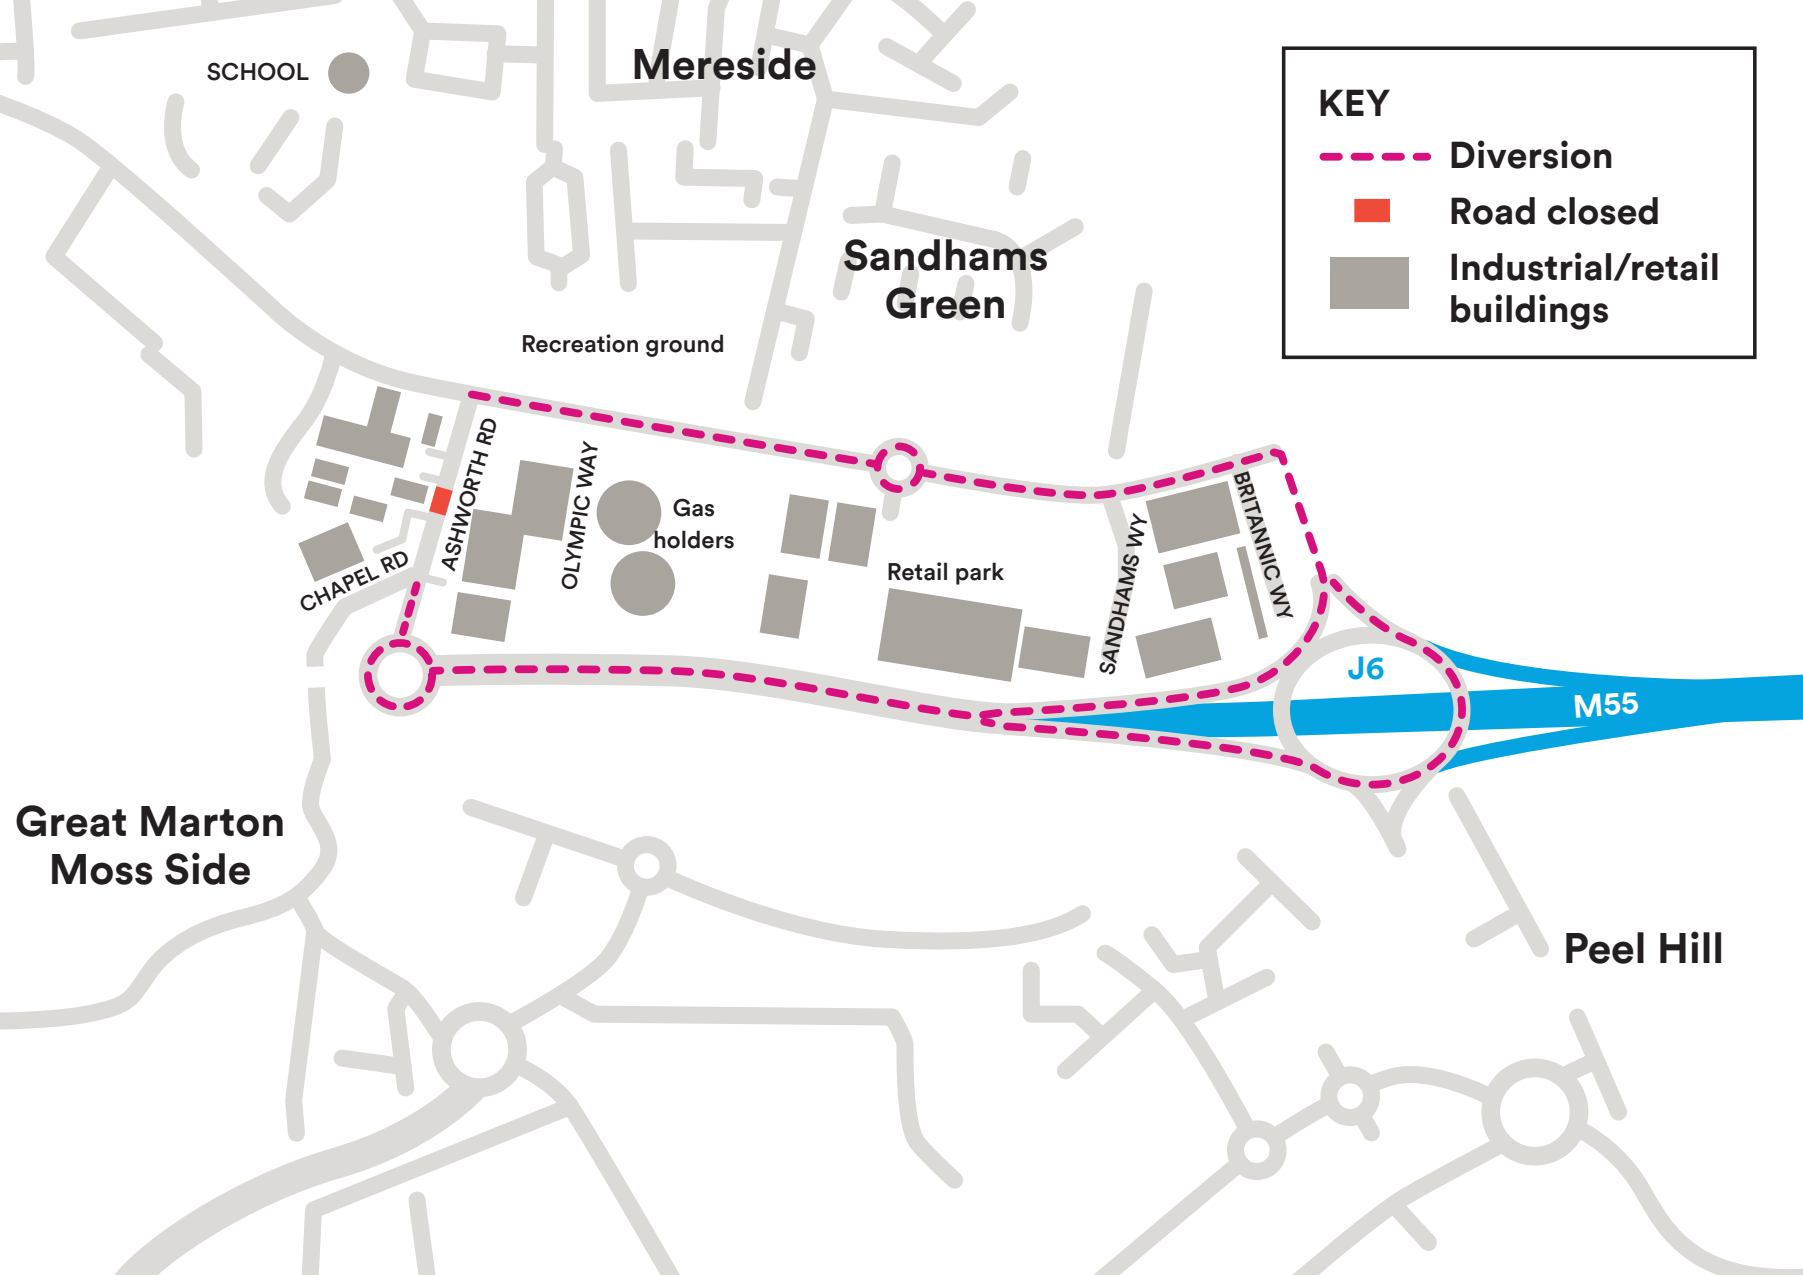 SCHOOL
Mereside
KEY
Diversion
Road closed
Industrial/retail
buildings
Sandhams
Green
Recreation ground
ASHWORTH RD
OLYMPIC WAY
Gas
holders
CHAPEL RD
Retail park
SANDHAMS WY
BRITANNIC WY
J6
M55
Great Marton
Moss Side
Peel Hill